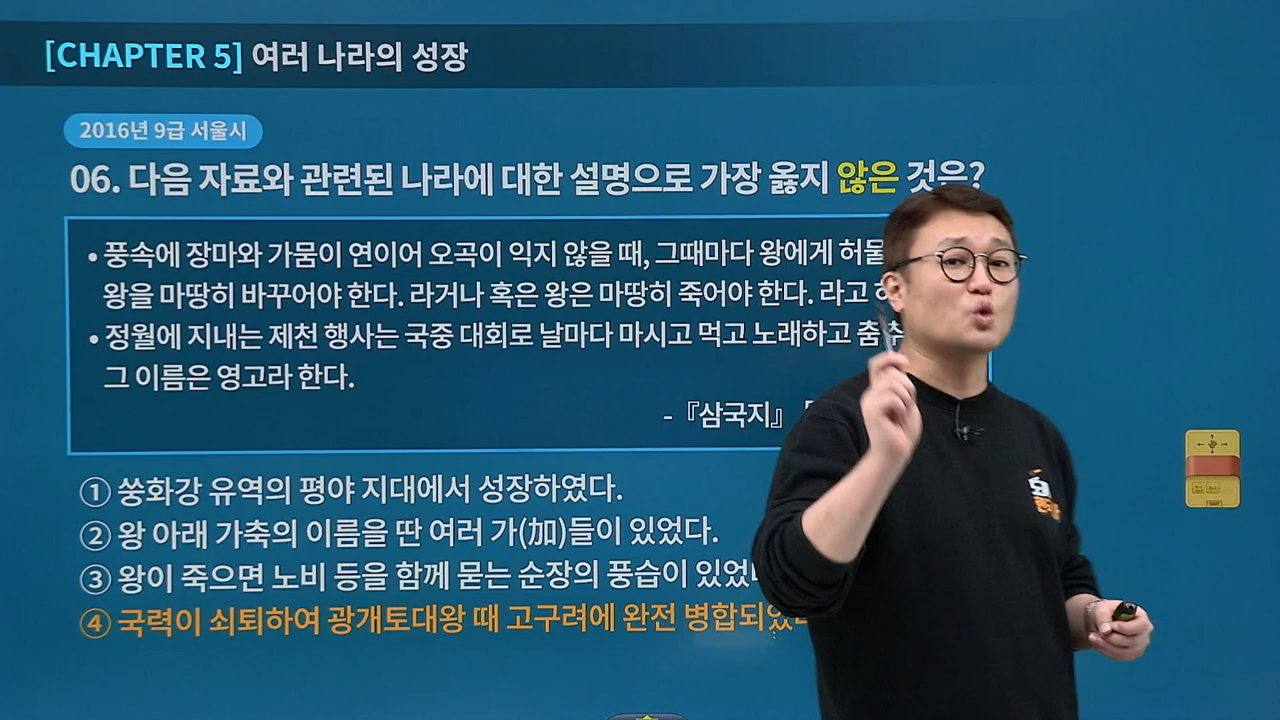 [CHAPTER 5] 여러 나라의 성장
2016년 9급 서울시
06. 다음 자료와 관련된 나라에 대한 설명으로 가장 옳지 않은 것은?
• 풍속에 장마와 가뭄이 연이어 오곡이 익지 않을 때, 그때마다 왕에게 허물
왕을 마땅히 바꾸어야 한다. 라거나 혹은 왕은 마땅히 죽어야 한다. 라고
• 정월에 지내는 제천 행사는 국중 대회로 날마다 마시고 먹고 노래하고 춤추
그 이름은 영고라 한다.
-『삼국지』
① 쑹화강 유역의 평야 지대에서 성장하였다.
② 왕 아래 가축의 이름을 딴 여러 가(加)들이 있었다.
③ 왕이 죽으면 노비 등을 함께 묻는 순장의 풍습이 있었
④ 국력이 쇠퇴하여 광개토대왕 때 고구려에 완전 병합되었